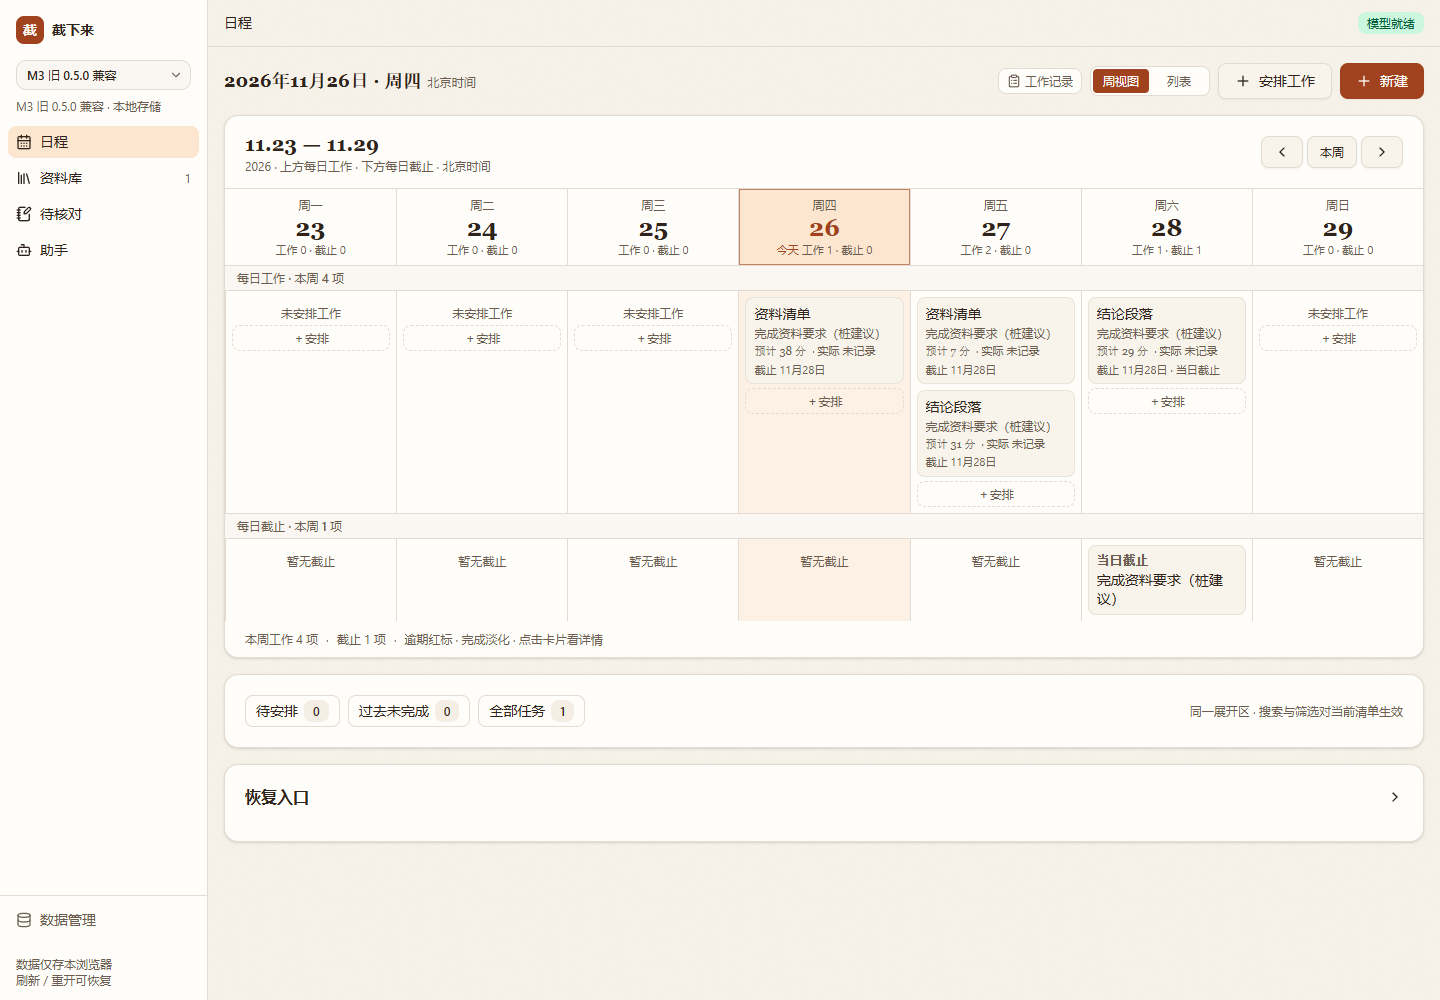 截 截下来
M3 旧 0.5.0 兼容
M3 旧 0.5.0 兼容 · 本地存储
日程
资料库 1
待核对
助手
数据管理
数据仅存本浏览器
刷新 / 重开可恢复
日程
模型就绪
2026年11月26日 · 周四 北京时间
工作记录
周视图 列表
+ 安排工作
+ 新建
11.23 — 11.29
2026 · 上方每日工作 · 下方每日截止 · 北京时间
本周
周一
23
工作 0 · 截止 0
周二
24
工作 0 · 截止 0
周三
25
工作 0 · 截止 0
周四
26
今天 工作 1 · 截止 0
周五
27
工作 2 · 截止 0
周六
28
工作 1 · 截止 1
周日
29
工作 0 · 截止 0
每日工作 · 本周 4 项
未安排工作
+ 安排
未安排工作
+ 安排
未安排工作
+ 安排
资料清单
完成资料要求（桩建议）
预计 38 分 · 实际 未记录
截止 11月28日
+ 安排
资料清单
完成资料要求（桩建议）
预计 7 分 · 实际 未记录
截止 11月28日
结论段落
完成资料要求（桩建议）
预计 31 分 · 实际 未记录
截止 11月28日
+ 安排
结论段落
完成资料要求（桩建议）
预计 29 分 · 实际 未记录
截止 11月28日 · 当日截止
+ 安排
未安排工作
+ 安排
每日截止 · 本周 1 项
暂无截止
暂无截止
暂无截止
暂无截止
暂无截止
当日截止
完成资料要求（桩建
议）
暂无截止
本周工作 4 项 · 截止 1 项 · 逾期红标 · 完成淡化 · 点击卡片看详情
待安排 0
过去未完成 0
全部任务 1
同一展开区 · 搜索与筛选对当前清单生效
恢复入口